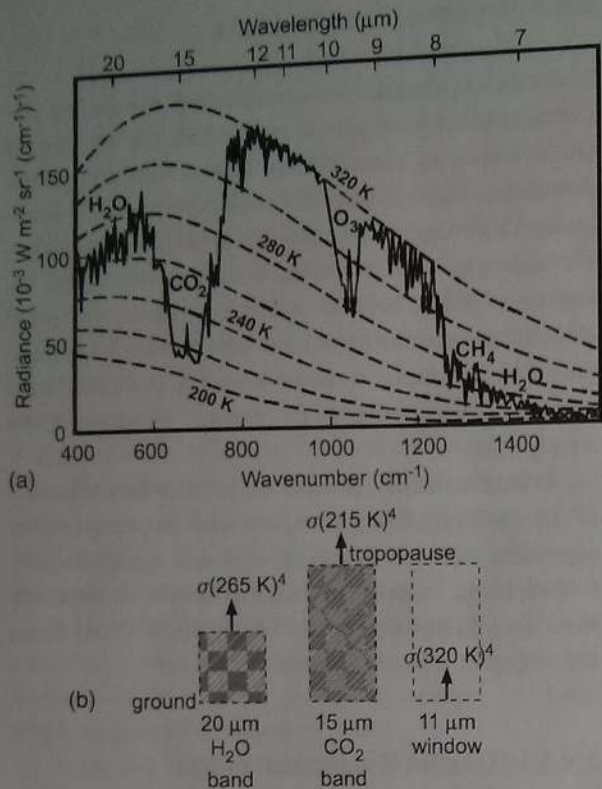 Wavelength (μm)
20 15 12 11 10 9 8 7
Radiance (10⁻³ W m⁻² sr⁻¹ (cm⁻¹)⁻¹)
150
100
50
0
H₂O
CO₂
O₃
CH₄
H₂O
320 K
280 K
240 K
200 K
400 600 800 1000 1200 1400
(a)
Wavenumber (cm⁻¹)
σ(215 K)⁴
tropopause
σ(265 K)⁴
σ(320 K)⁴
(b)
ground
20 μm 15 μm 11 μm
H₂O CO₂ window
band band